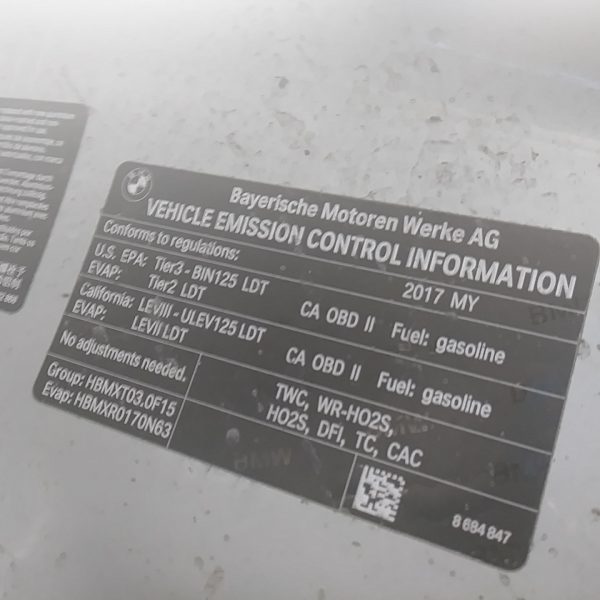 Bayerische Motoren Werke AG
VEHICLE EMISSION CONTROL INFORMATION
Conforms to regulations: 2017 MY
U.S. EPA: Tier3 - BIN125 LDT CA OBD II Fuel: gasoline
EVAP: Tier2 LDT
California: LEVIII - ULEV125 LDT CA OBD II Fuel: gasoline
EVAP: LEVII LDT
No adjustments needed.
TWC, WR-HO2S,
HO2S, DFI, TC, CAC
Group: HBMXT03.0F15
Evap: HBMXR0170N63
8 684 847